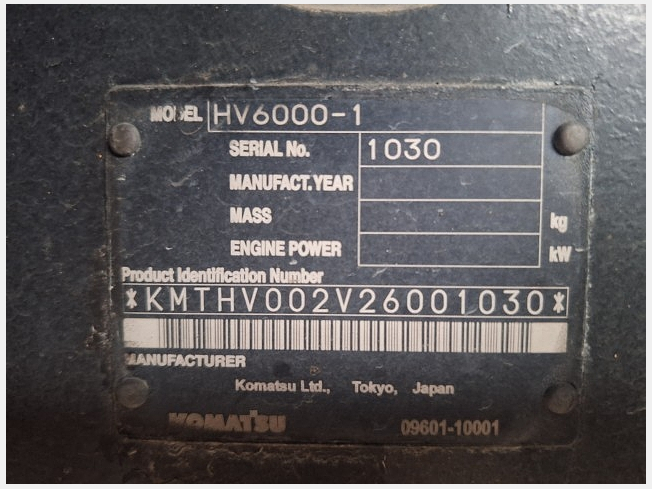 MODEL HV6000-1
SERIAL No. 1030
MANUFACT.YEAR
MASS kg
ENGINE POWER kW
Product Identification Number
*KMTHV002V26001030*
MANUFACTURER
Komatsu Ltd., Tokyo, Japan
KOMATSU 09601-10001